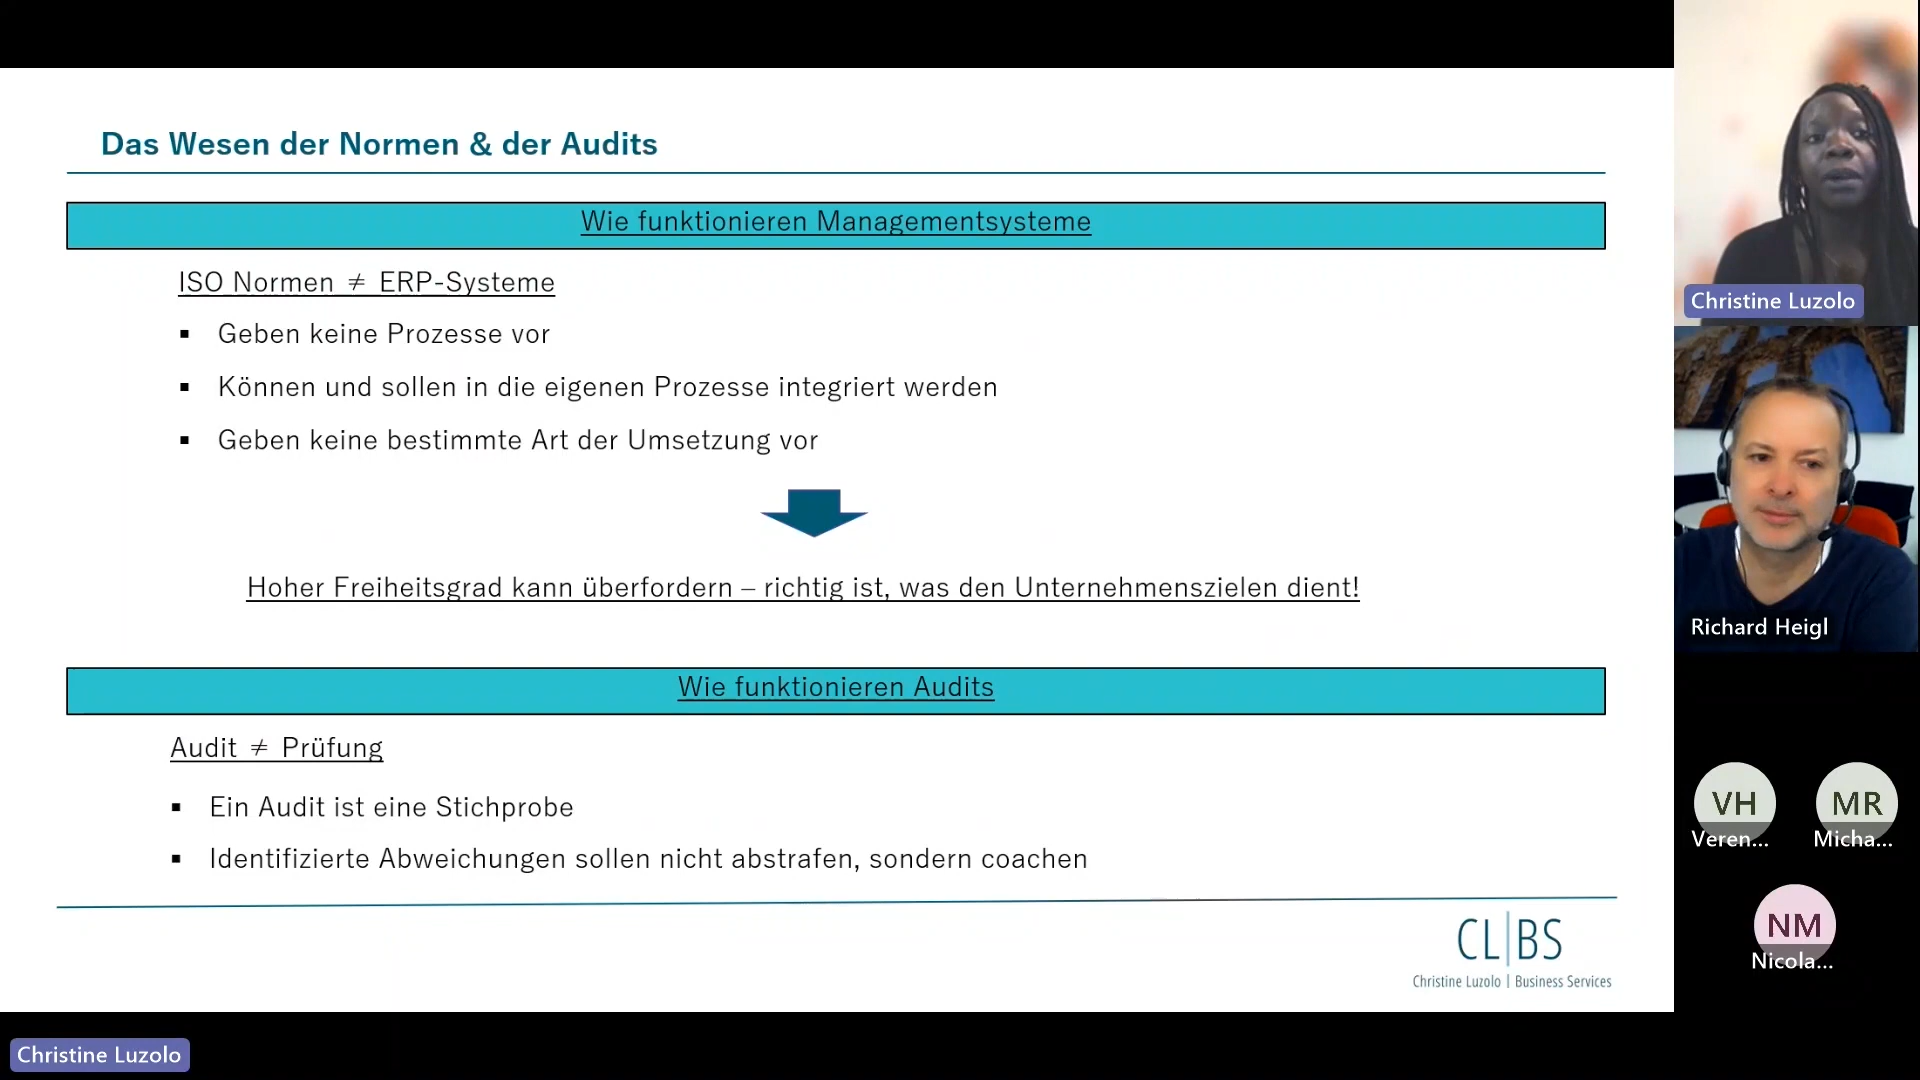 Das Wesen der Normen & der Audits
Wie funktionieren Managementsysteme
ISO Normen ≠ ERP-Systeme
▪ Geben keine Prozesse vor
▪ Können und sollen in die eigenen Prozesse integriert werden
▪ Geben keine bestimmte Art der Umsetzung vor
Hoher Freiheitsgrad kann überfordern – richtig ist, was den Unternehmenszielen dient!
Wie funktionieren Audits
Audit ≠ Prüfung
▪ Ein Audit ist eine Stichprobe
▪ Identifizierte Abweichungen sollen nicht abstrafen, sondern coachen
CL|BS
Christine Luzolo | Business Services
Christine Luzolo
Christine Luzolo
Richard Heigl
VH
Veren...
MR
Micha...
NM
Nicola...